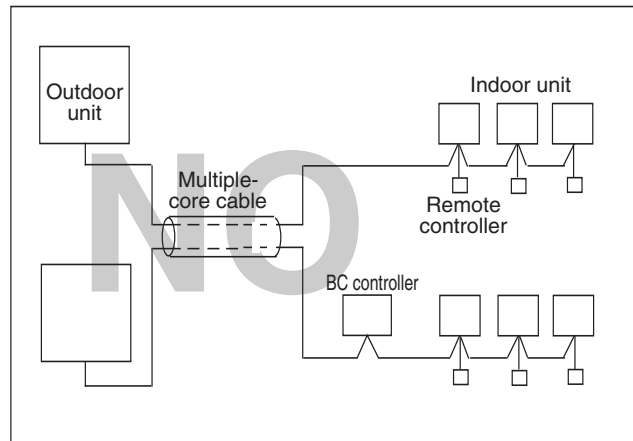 Outdoor
unit
Indoor unit
NO
Multiple-
core cable
Remote
controller
BC controller